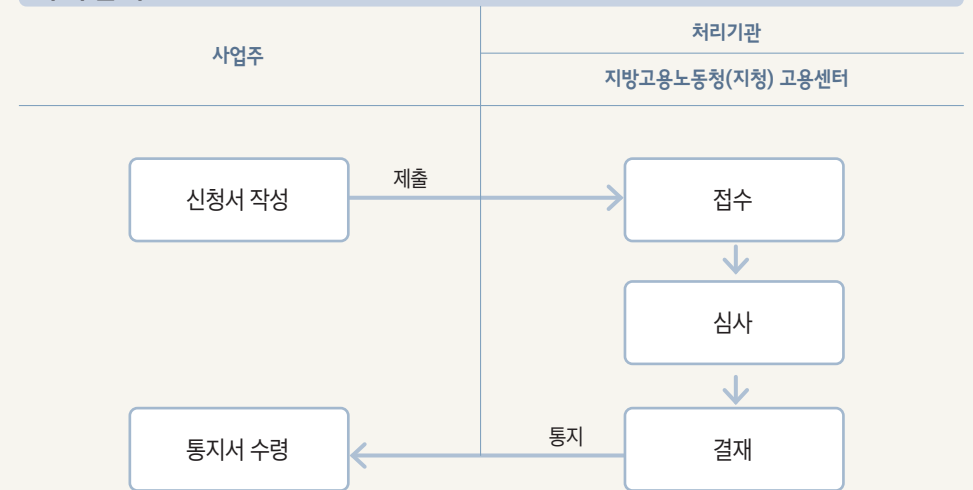 사업주
처리기관
지방고용노동청(지청) 고용센터
신청서 작성
제출
접수
심사
통지서 수령
통지
결재